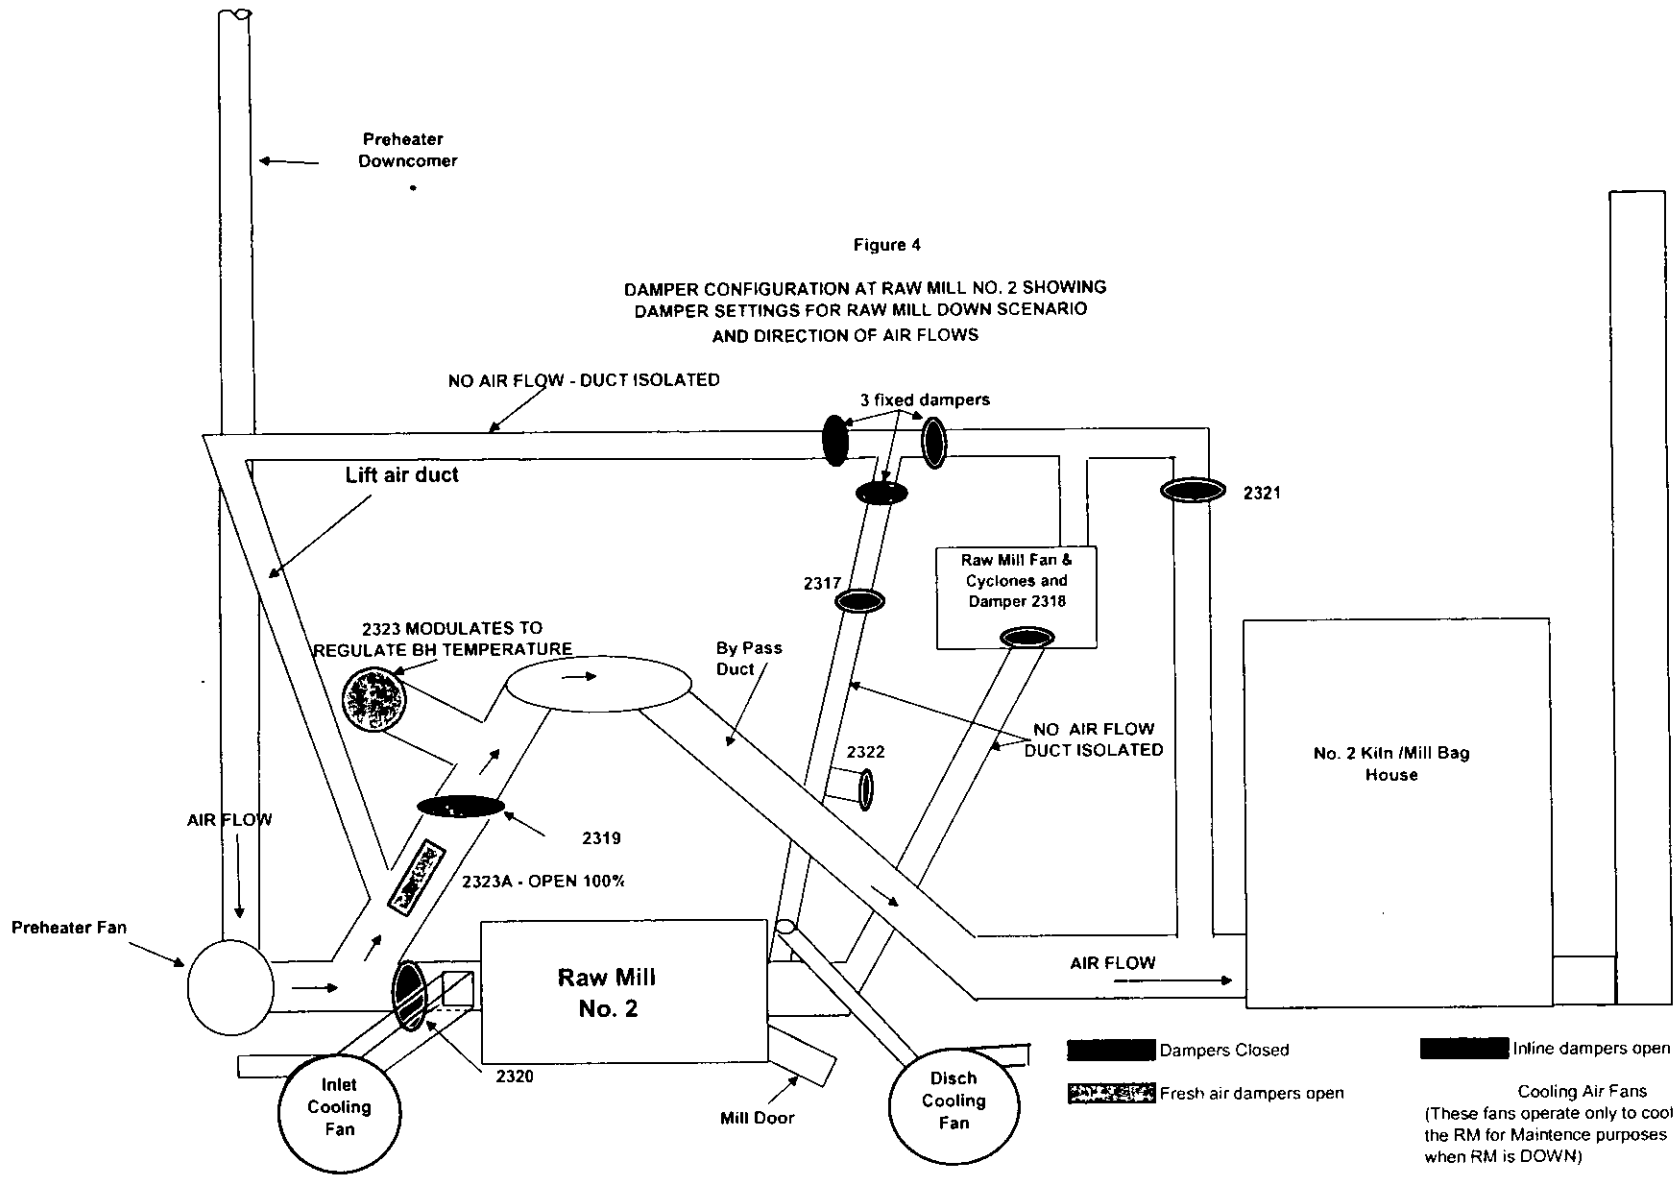 Preheater
Downcomer
Figure 4
DAMPER CONFIGURATION AT RAW MILL NO. 2 SHOWING
DAMPER SETTINGS FOR RAW MILL DOWN SCENARIO
AND DIRECTION OF AIR FLOWS
NO AIR FLOW - DUCT ISOLATED
3 fixed dampers
Lift air duct
2321
Raw Mill Fan &
Cyclones and
Damper 2318
2317
2323 MODULATES TO
REGULATE BH TEMPERATURE
By Pass
Duct
NO AIR FLOW
DUCT ISOLATED
2322
No. 2 Kiln /Mill Bag
House
AIR FLOW
2319
2323A - OPEN 100%
Preheater Fan
Raw Mill
No. 2
AIR FLOW
2320
Inlet
Cooling
Fan
Mill Door
Disch
Cooling
Fan
Dampers Closed
Inline dampers open
Fresh air dampers open
Cooling Air Fans
(These fans operate only to cool
the RM for Maintence purposes
when RM is DOWN)